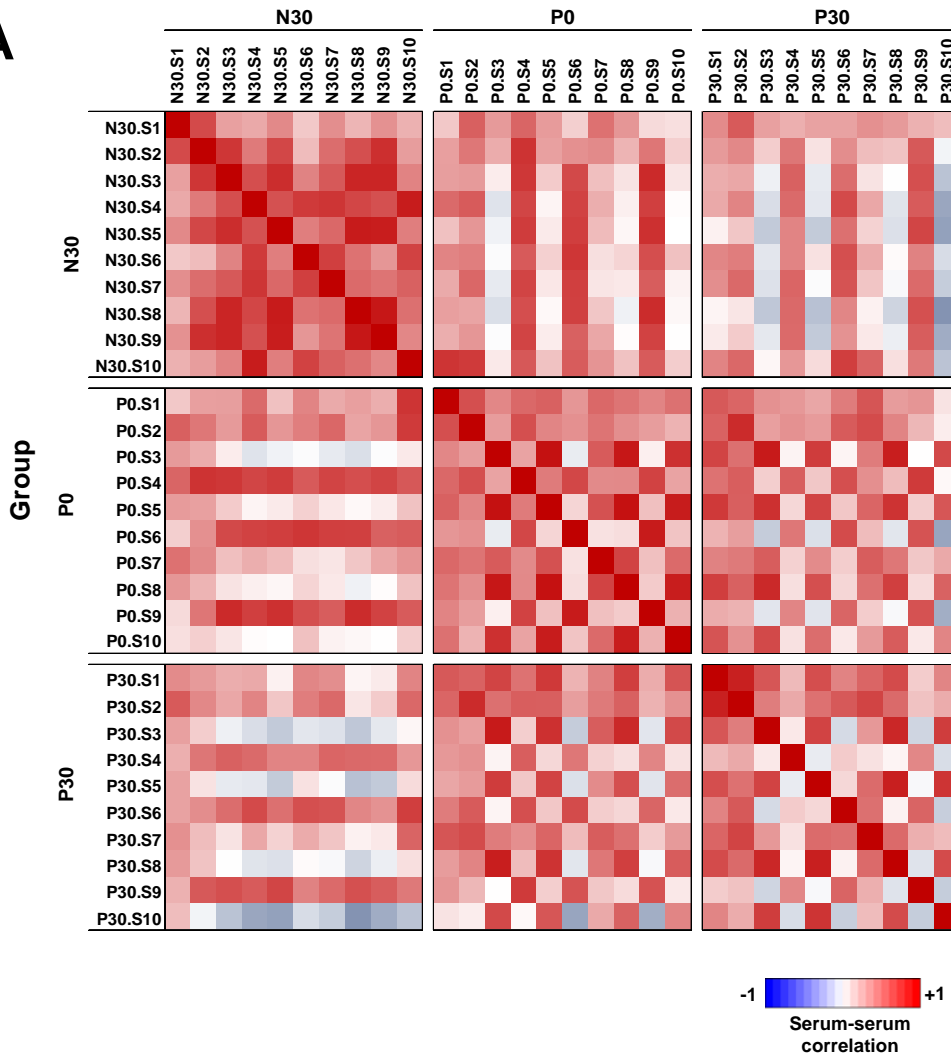 A
N30 P0 P30
N30.S1 N30.S2 N30.S3 N30.S4 N30.S5 N30.S6 N30.S7 N30.S8 N30.S9 N30.S10 P0.S1 P0.S2 P0.S3 P0.S4 P0.S5 P0.S6 P0.S7 P0.S8 P0.S9 P0.S10 P30.S1 P30.S2 P30.S3 P30.S4 P30.S5 P30.S6 P30.S7 P30.S8 P30.S9 P30.S10
Group
N30
N30.S1
N30.S2
N30.S3
N30.S4
N30.S5
N30.S6
N30.S7
N30.S8
N30.S9
N30.S10
P0
P0.S1
P0.S2
P0.S3
P0.S4
P0.S5
P0.S6
P0.S7
P0.S8
P0.S9
P0.S10
P30
P30.S1
P30.S2
P30.S3
P30.S4
P30.S5
P30.S6
P30.S7
P30.S8
P30.S9
P30.S10
-1 +1
Serum-serum
correlation